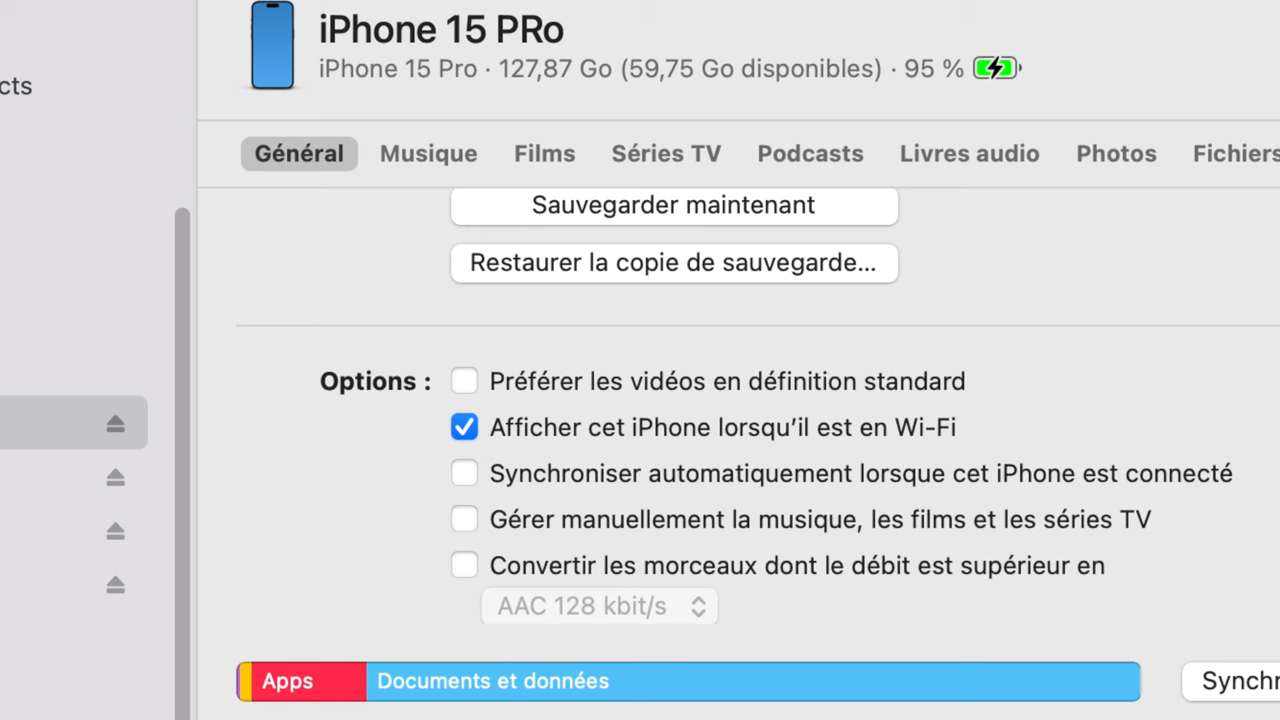 iPhone 15 PRo
iPhone 15 Pro · 127,87 Go (59,75 Go disponibles) · 95 %
cts
Général Musique Films Séries TV Podcasts Livres audio Photos Fichiers
Sauvegarder maintenant
Restaurer la copie de sauvegarde...
Options : Préférer les vidéos en définition standard
Afficher cet iPhone lorsqu’il est en Wi-Fi
Synchroniser automatiquement lorsque cet iPhone est connecté
Gérer manuellement la musique, les films et les séries TV
Convertir les morceaux dont le débit est supérieur en
AAC 128 kbit/s
Apps Documents et données Synchr